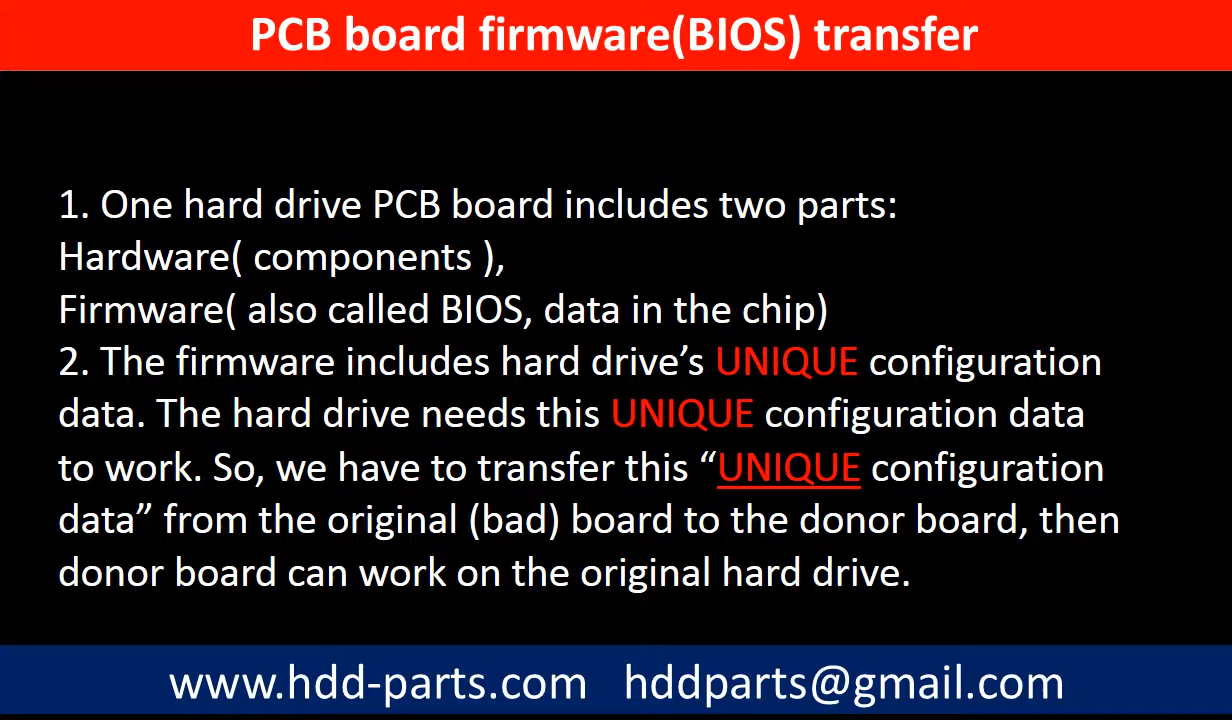 PCB board firmware(BIOS) transfer
1. One hard drive PCB board includes two parts:
Hardware( components ),
Firmware( also called BIOS, data in the chip)
2. The firmware includes hard drive’s UNIQUE configuration
data. The hard drive needs this UNIQUE configuration data
to work. So, we have to transfer this “UNIQUE configuration
data” from the original (bad) board to the donor board, then
donor board can work on the original hard drive.
www.hdd-parts.com hddparts@gmail.com